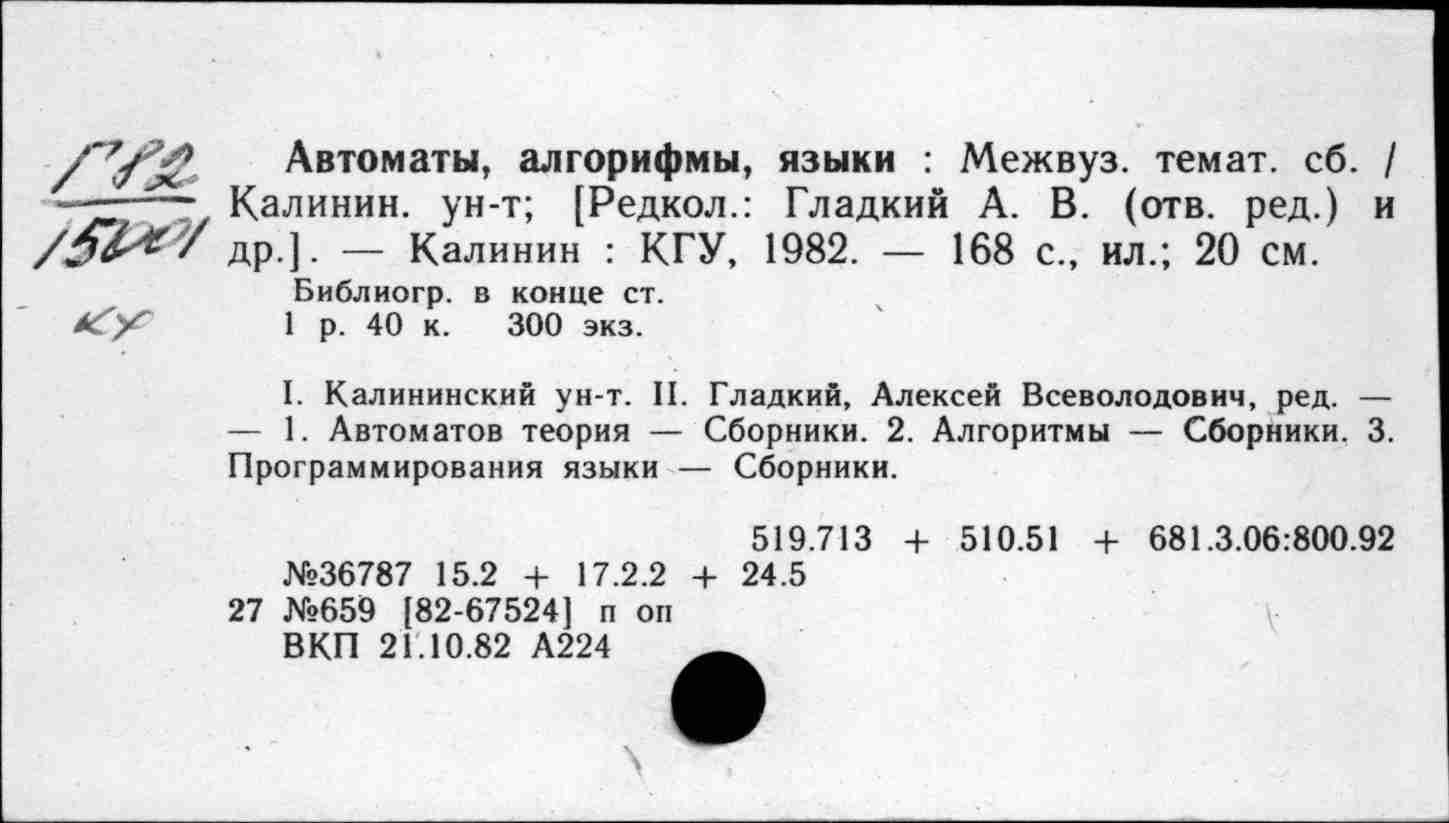 Г82
Автоматы, алгорифмы, языки : Межвуз. темат. сб. /
Калинин. ун-т; [Редкол.: Гладкий А. В. (отв. ред.) и
др.]. — Калинин : КГУ, 1982. — 168 с., ил.; 20 см.
Библиогр. в конце ст.
ку
1 р. 40 к. 300 экз.
I. Калининский ун-т. II. Гладкий, Алексей Всеволодович, ред. —
— 1. Автоматов теория — Сборники. 2. Алгоритмы — Сборники. 3.
Программирования языки — Сборники.
519.713 + 510.51 + 681.3.06:800.92
№36787 15.2 + 17.2.2 + 24.5
27 №659 [82-67524] п оп
ВКП 21.10.82 А224